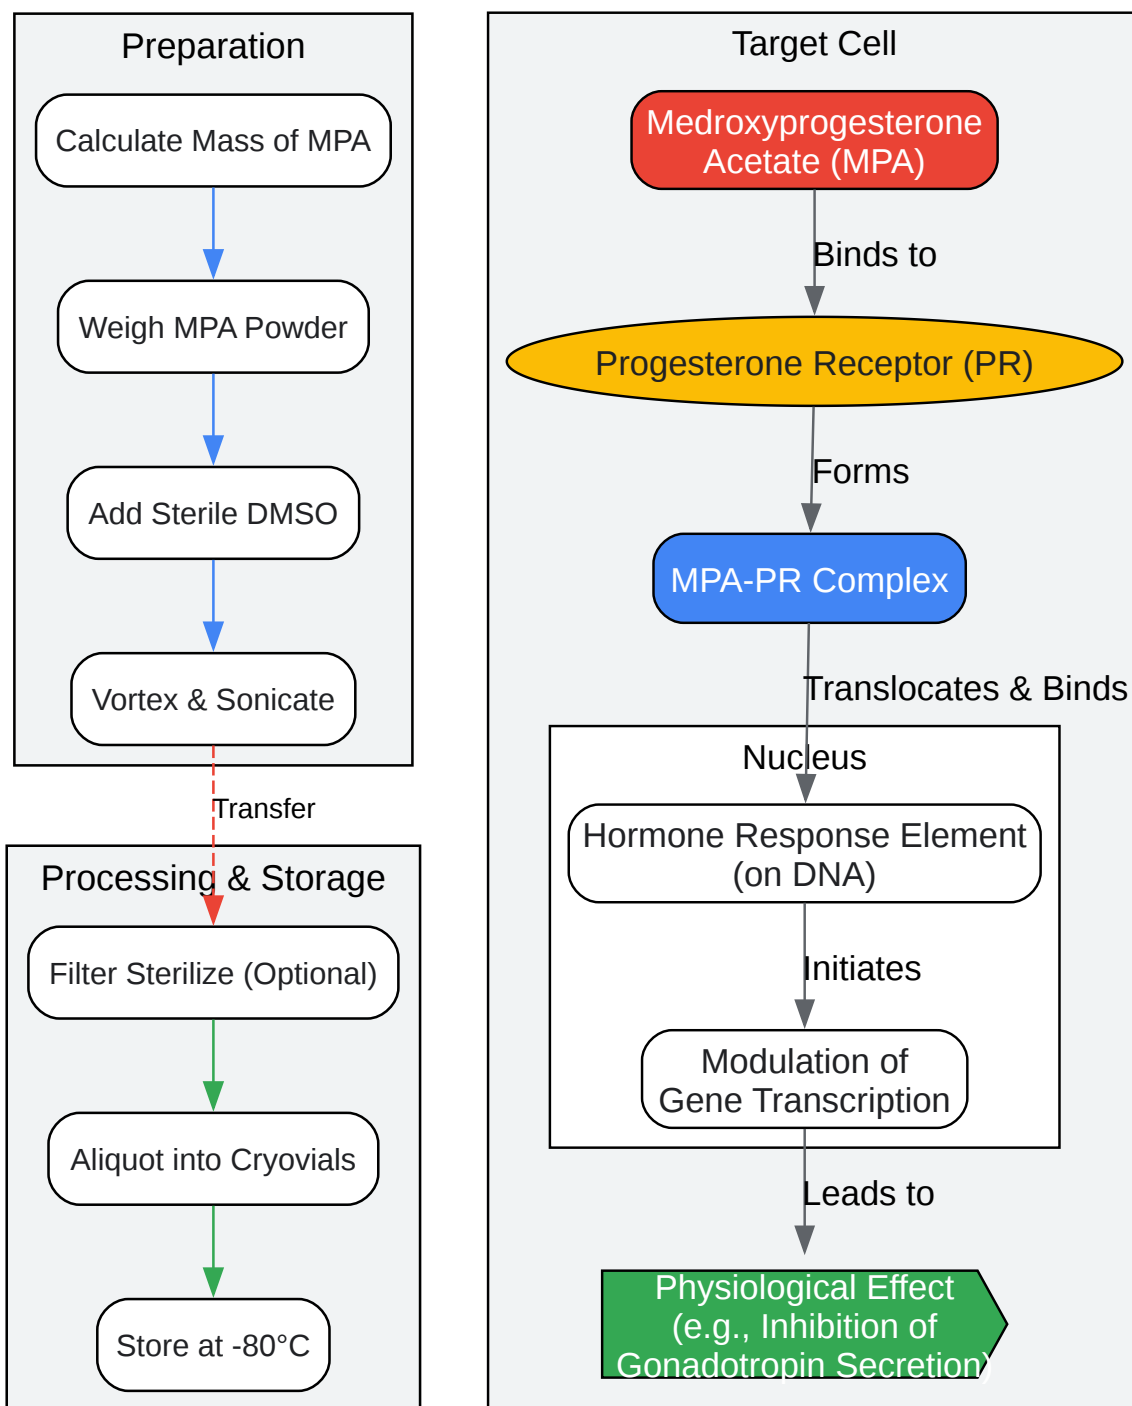 Preparation
Calculate Mass of MPA
Weigh MPA Powder
Add Sterile DMSO
Vortex & Sonicate
Transfer
Processing & Storage
Filter Sterilize (Optional)
Aliquot into Cryovials
Store at -80°C
Target Cell
Medroxyprogesterone
Acetate (MPA)
Binds to
Progesterone Receptor (PR)
Forms
MPA-PR Complex
Translocates & Binds
Nucleus
Hormone Response Element
(on DNA)
Initiates
Modulation of
Gene Transcription
Leads to
Physiological Effect
(e.g., Inhibition of
Gonadotropin Secretion)